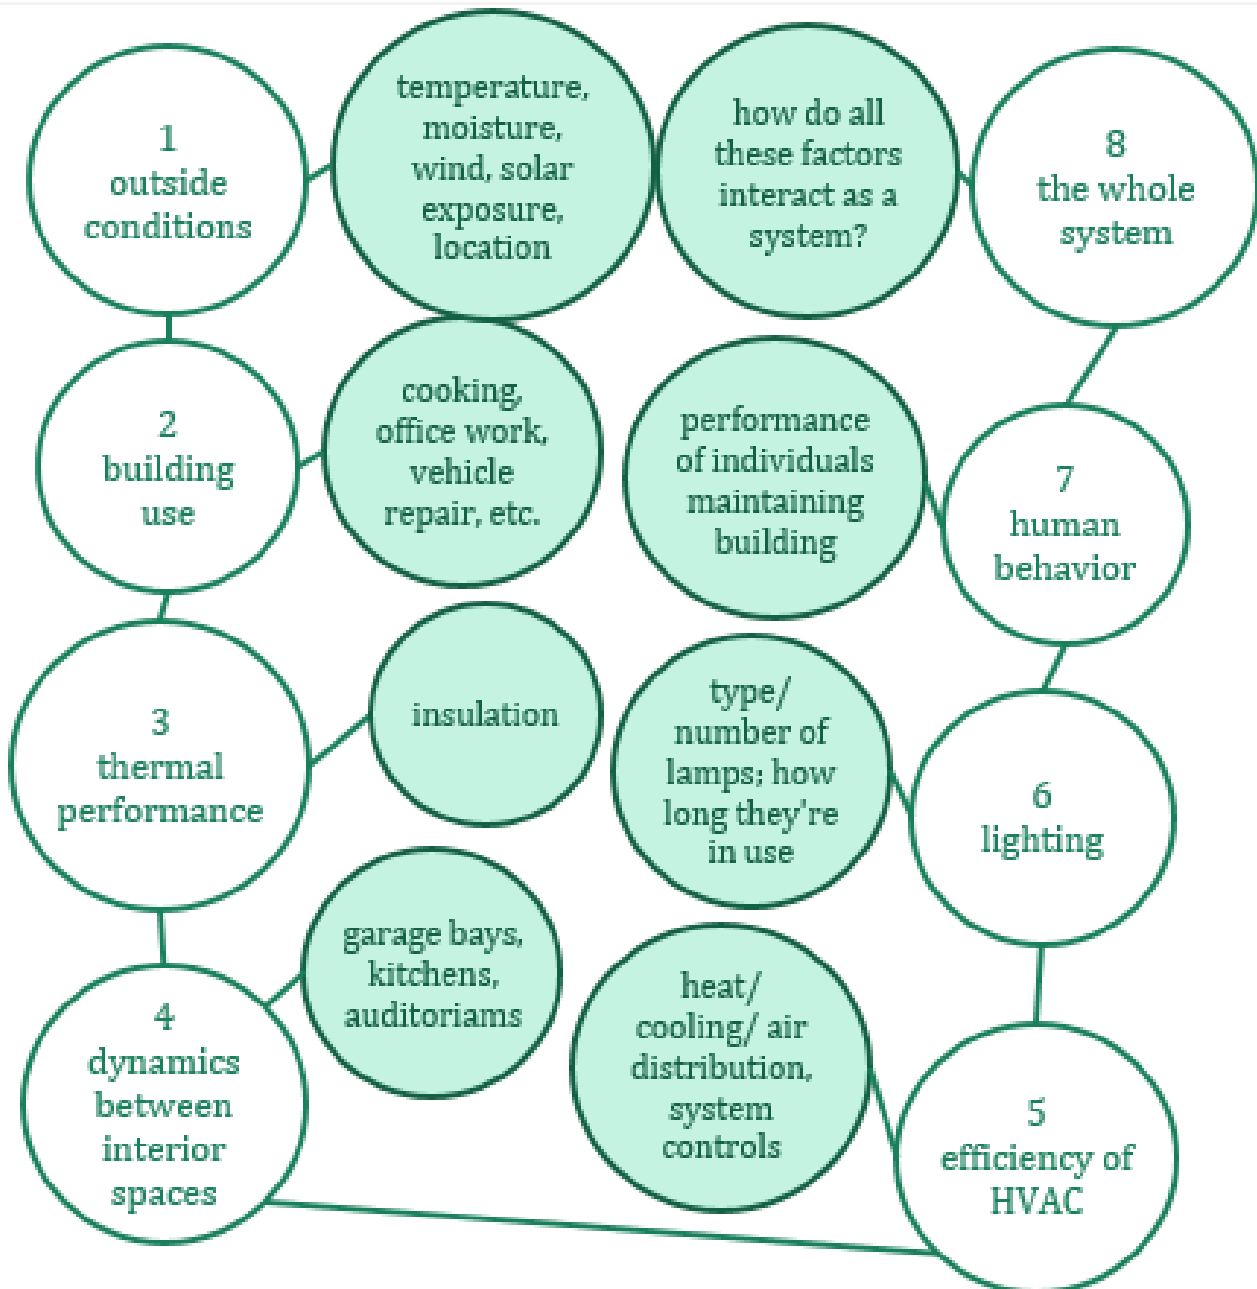 1
outside
conditions
temperature,
moisture,
wind, solar
exposure,
location
how do all
these factors
interact as a
system?
8
the whole
system
2
building
use
cooking,
office work,
vehicle
repair, etc.
performance
of individuals
maintaining
building
7
human
behavior
3
thermal
performance
insulation
type/
number of
lamps; how
long they're
in use
6
lighting
4
dynamics
between
interior
spaces
garage bays,
kitchens,
auditoriams
heat/
cooling/ air
distribution,
system
controls
5
efficiency of
HVAC